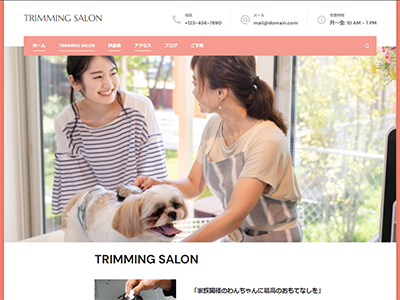 TRIMMING SALON
電話
+123-456-7890
メール
mail@domain.com
営業時間
月~金: 10 AM - 7 PM
ホーム TRIMMING SALON 料金表 アクセス ブログ ご予約
TRIMMING SALON
「家族同様のわんちゃんに最高のおもてなしを」